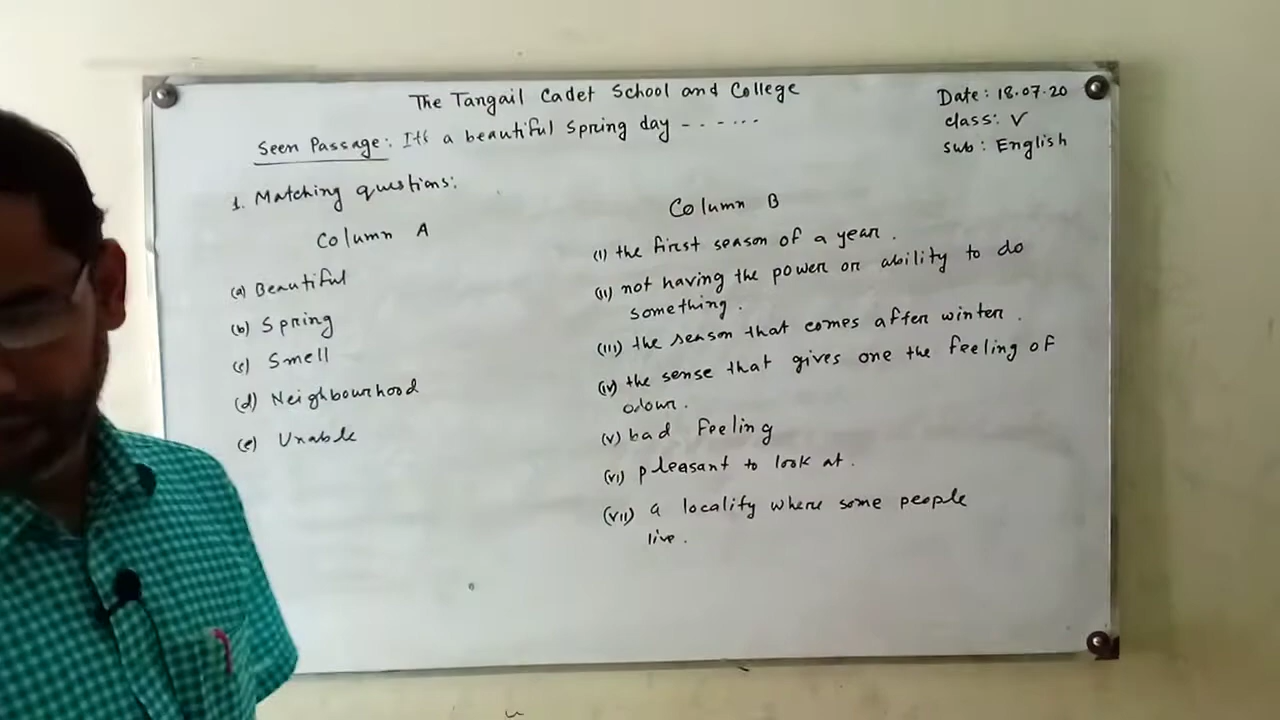 The Tangail Cadet School and College
Date: 18.07.20
Seen Passage: It's a beautiful spring day - - - ...
class: V
Sub: English
1. Matching questions:
Column A
Column B
(a) Beautiful
(b) Spring
(c) Smell
(d) Neighbourhood
(e) Unable
(i) the first season of a year.
(ii) not having the power or ability to do
something.
(iii) the season that comes after winter.
(iv) the sense that gives one the feeling of
odour.
(v) bad feeling
(vi) pleasant to look at.
(vii) a locality where some people
live.